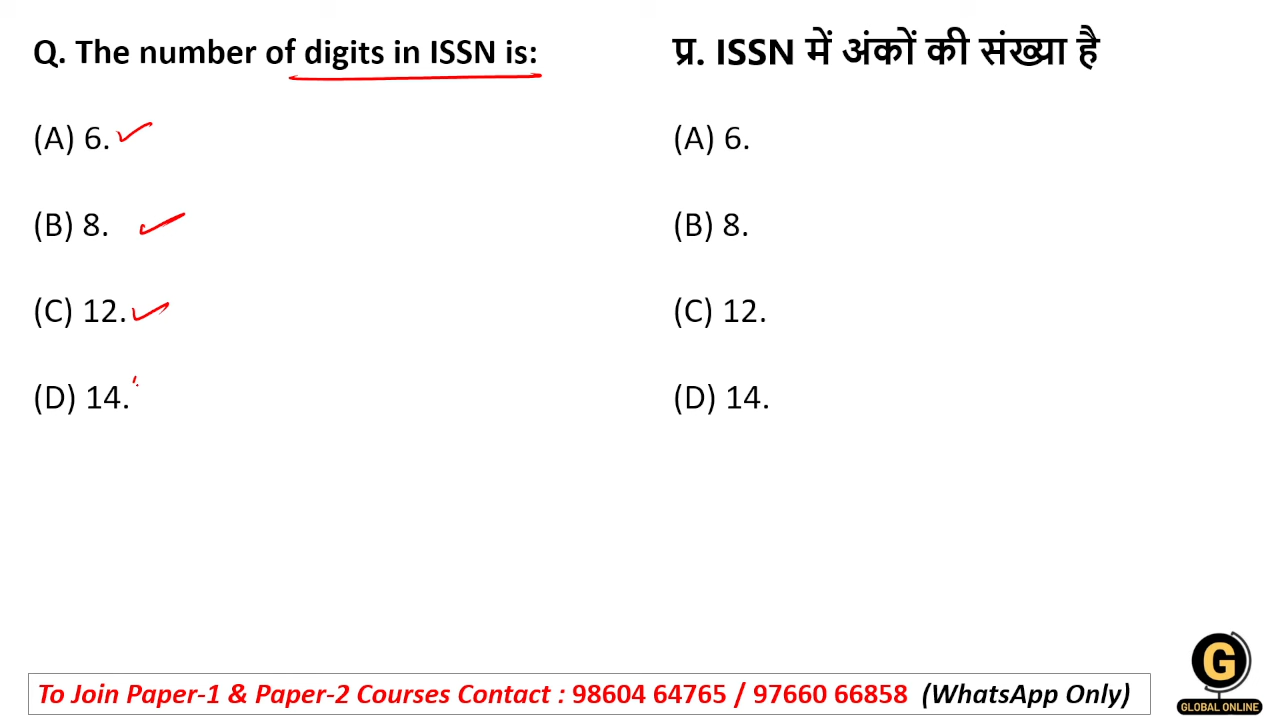 Q. The number of digits in ISSN is:
(A) 6.
(B) 8.
(C) 12.
(D) 14.
प्र. ISSN में अंकों की संख्या है
(A) 6.
(B) 8.
(C) 12.
(D) 14.
To Join Paper-1 & Paper-2 Courses Contact : 98604 64765 / 97660 66858 (WhatsApp Only)
G
GLOBAL ONLINE